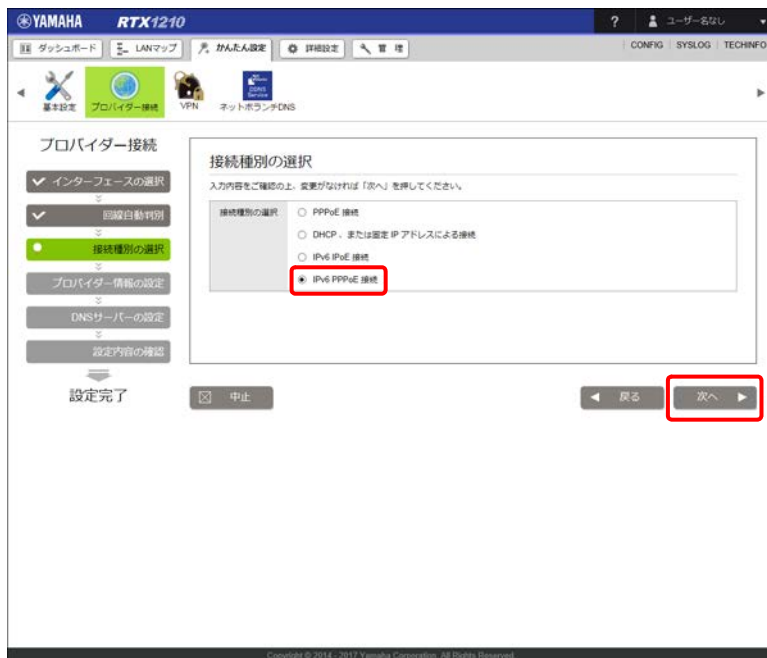 YAMAHA RTX1210 ? ユーザー名なし
ダッシュボード LANマップ かんたん設定 詳細設定 管理 CONFIG SYSLOG TECHINFO
基本設定 プロバイダー接続 VPN ネットボランチDNS
プロバイダー接続
インターフェースの選択
回線自動判別
接続種別の選択
プロバイダー情報の設定
DNSサーバーの設定
設定内容の確認
設定完了
接続種別の選択
入力内容をご確認の上、変更がなければ「次へ」を押してください。
接続種別の選択 PPPoE 接続
DHCP 、または固定 IP アドレスによる接続
IPv6 IPoE 接続
IPv6 PPPoE 接続
中止 戻る 次へ
Copyright © 2014 - 2017 Yamaha Corporation. All Rights Reserved.